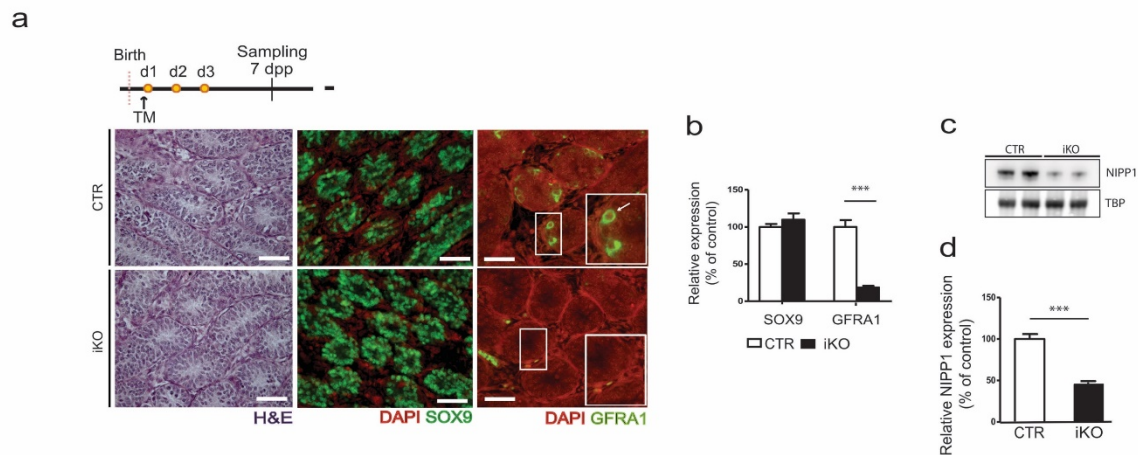 a
Birth
d1 d2 d3
Sampling
7 dpp
TM
CTR
iKO
H&E
DAPI SOX9
DAPI GFRA1
b
Relative expression
(% of control)
150
100
50
0
***
SOX9 GFRA1
CTR iKO
c
CTR iKO
NIPP1
TBP
d
Relative NIPP1 expression
(% of control)
150
100
50
0
***
CTR iKO